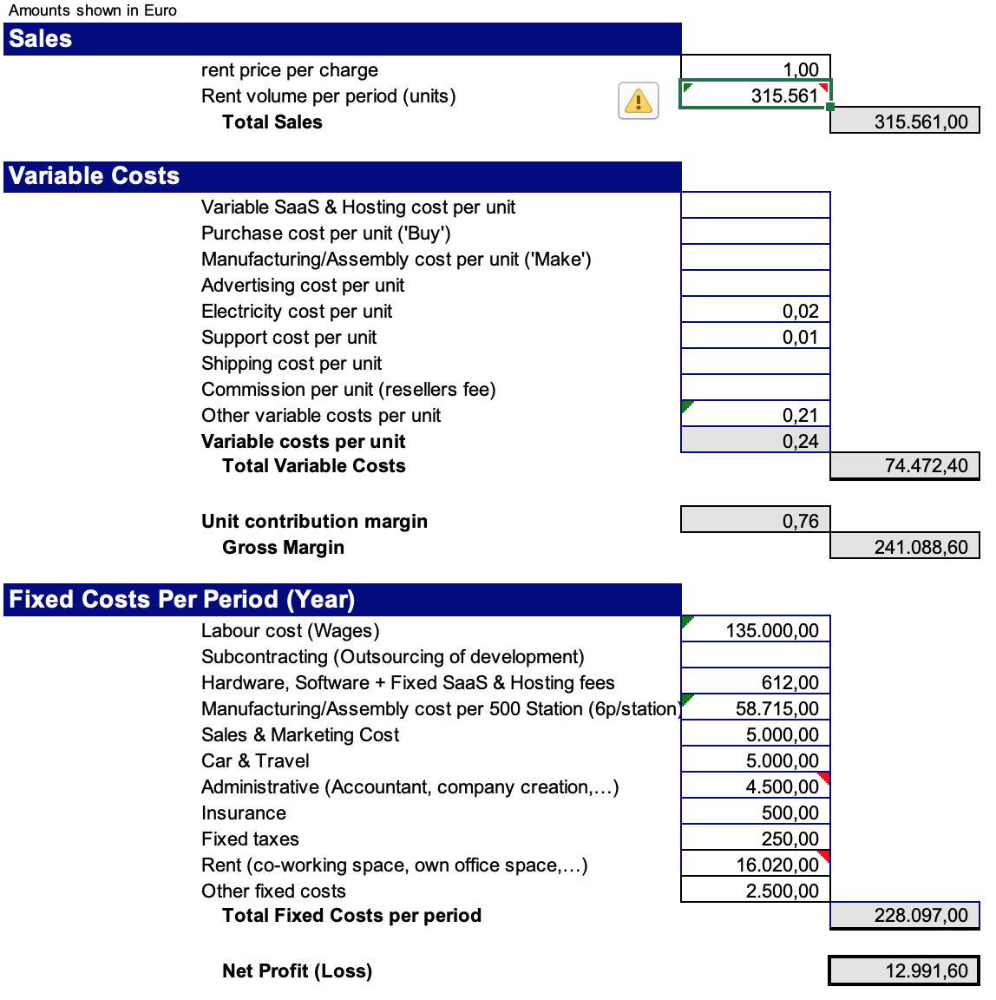 Amounts shown in Euro
Sales
rent price per charge 1,00
Rent volume per period (units) 315.561
Total Sales 315.561,00
Variable Costs
Variable SaaS & Hosting cost per unit
Purchase cost per unit ('Buy')
Manufacturing/Assembly cost per unit ('Make')
Advertising cost per unit
Electricity cost per unit 0,02
Support cost per unit 0,01
Shipping cost per unit
Commission per unit (resellers fee)
Other variable costs per unit 0,21
Variable costs per unit 0,24
Total Variable Costs 74.472,40
Unit contribution margin 0,76
Gross Margin 241.088,60
Fixed Costs Per Period (Year)
Labour cost (Wages) 135.000,00
Subcontracting (Outsourcing of development)
Hardware, Software + Fixed SaaS & Hosting fees 612,00
Manufacturing/Assembly cost per 500 Station (6p/station) 58.715,00
Sales & Marketing Cost 5.000,00
Car & Travel 5.000,00
Administrative (Accountant, company creation,…) 4.500,00
Insurance 500,00
Fixed taxes 250,00
Rent (co-working space, own office space,…) 16.020,00
Other fixed costs 2.500,00
Total Fixed Costs per period 228.097,00
Net Profit (Loss) 12.991,60